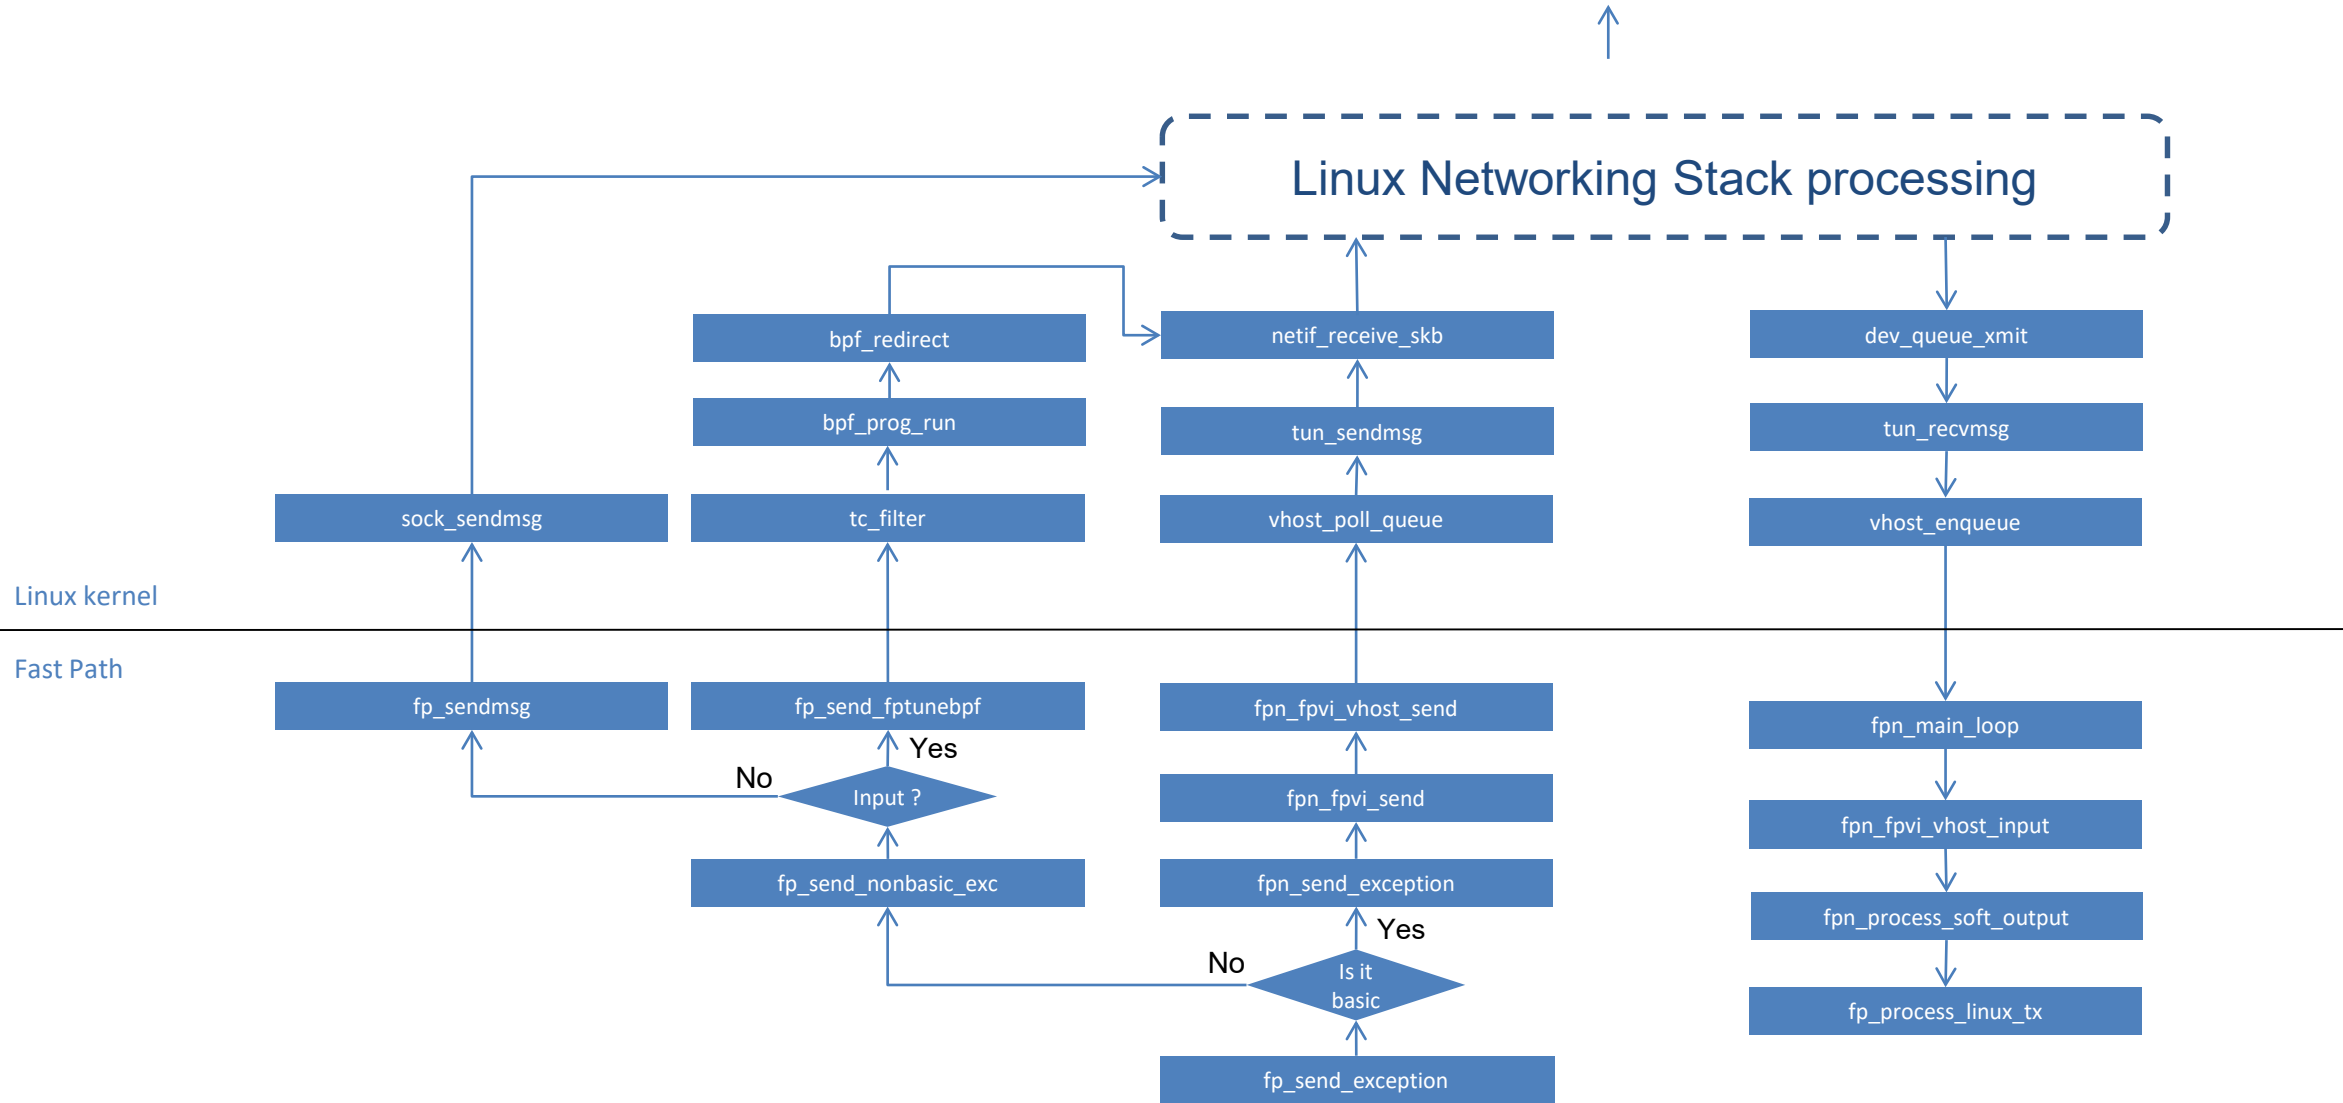 Linux Networking Stack processing
bpf_redirect
netif_receive_skb
dev_queue_xmit
bpf_prog_run
tun_sendmsg
tun_recvmsg
sock_sendmsg
tc_filter
vhost_poll_queue
vhost_enqueue
Linux kernel
Fast Path
fp_sendmsg
fp_send_fptunebpf
fpn_fpvi_vhost_send
fpn_main_loop
Yes
No
Input ?
fpn_fpvi_send
fpn_fpvi_vhost_input
fp_send_nonbasic_exc
fpn_send_exception
fpn_process_soft_output
Yes
No
Is it
basic
fp_process_linux_tx
fp_send_exception